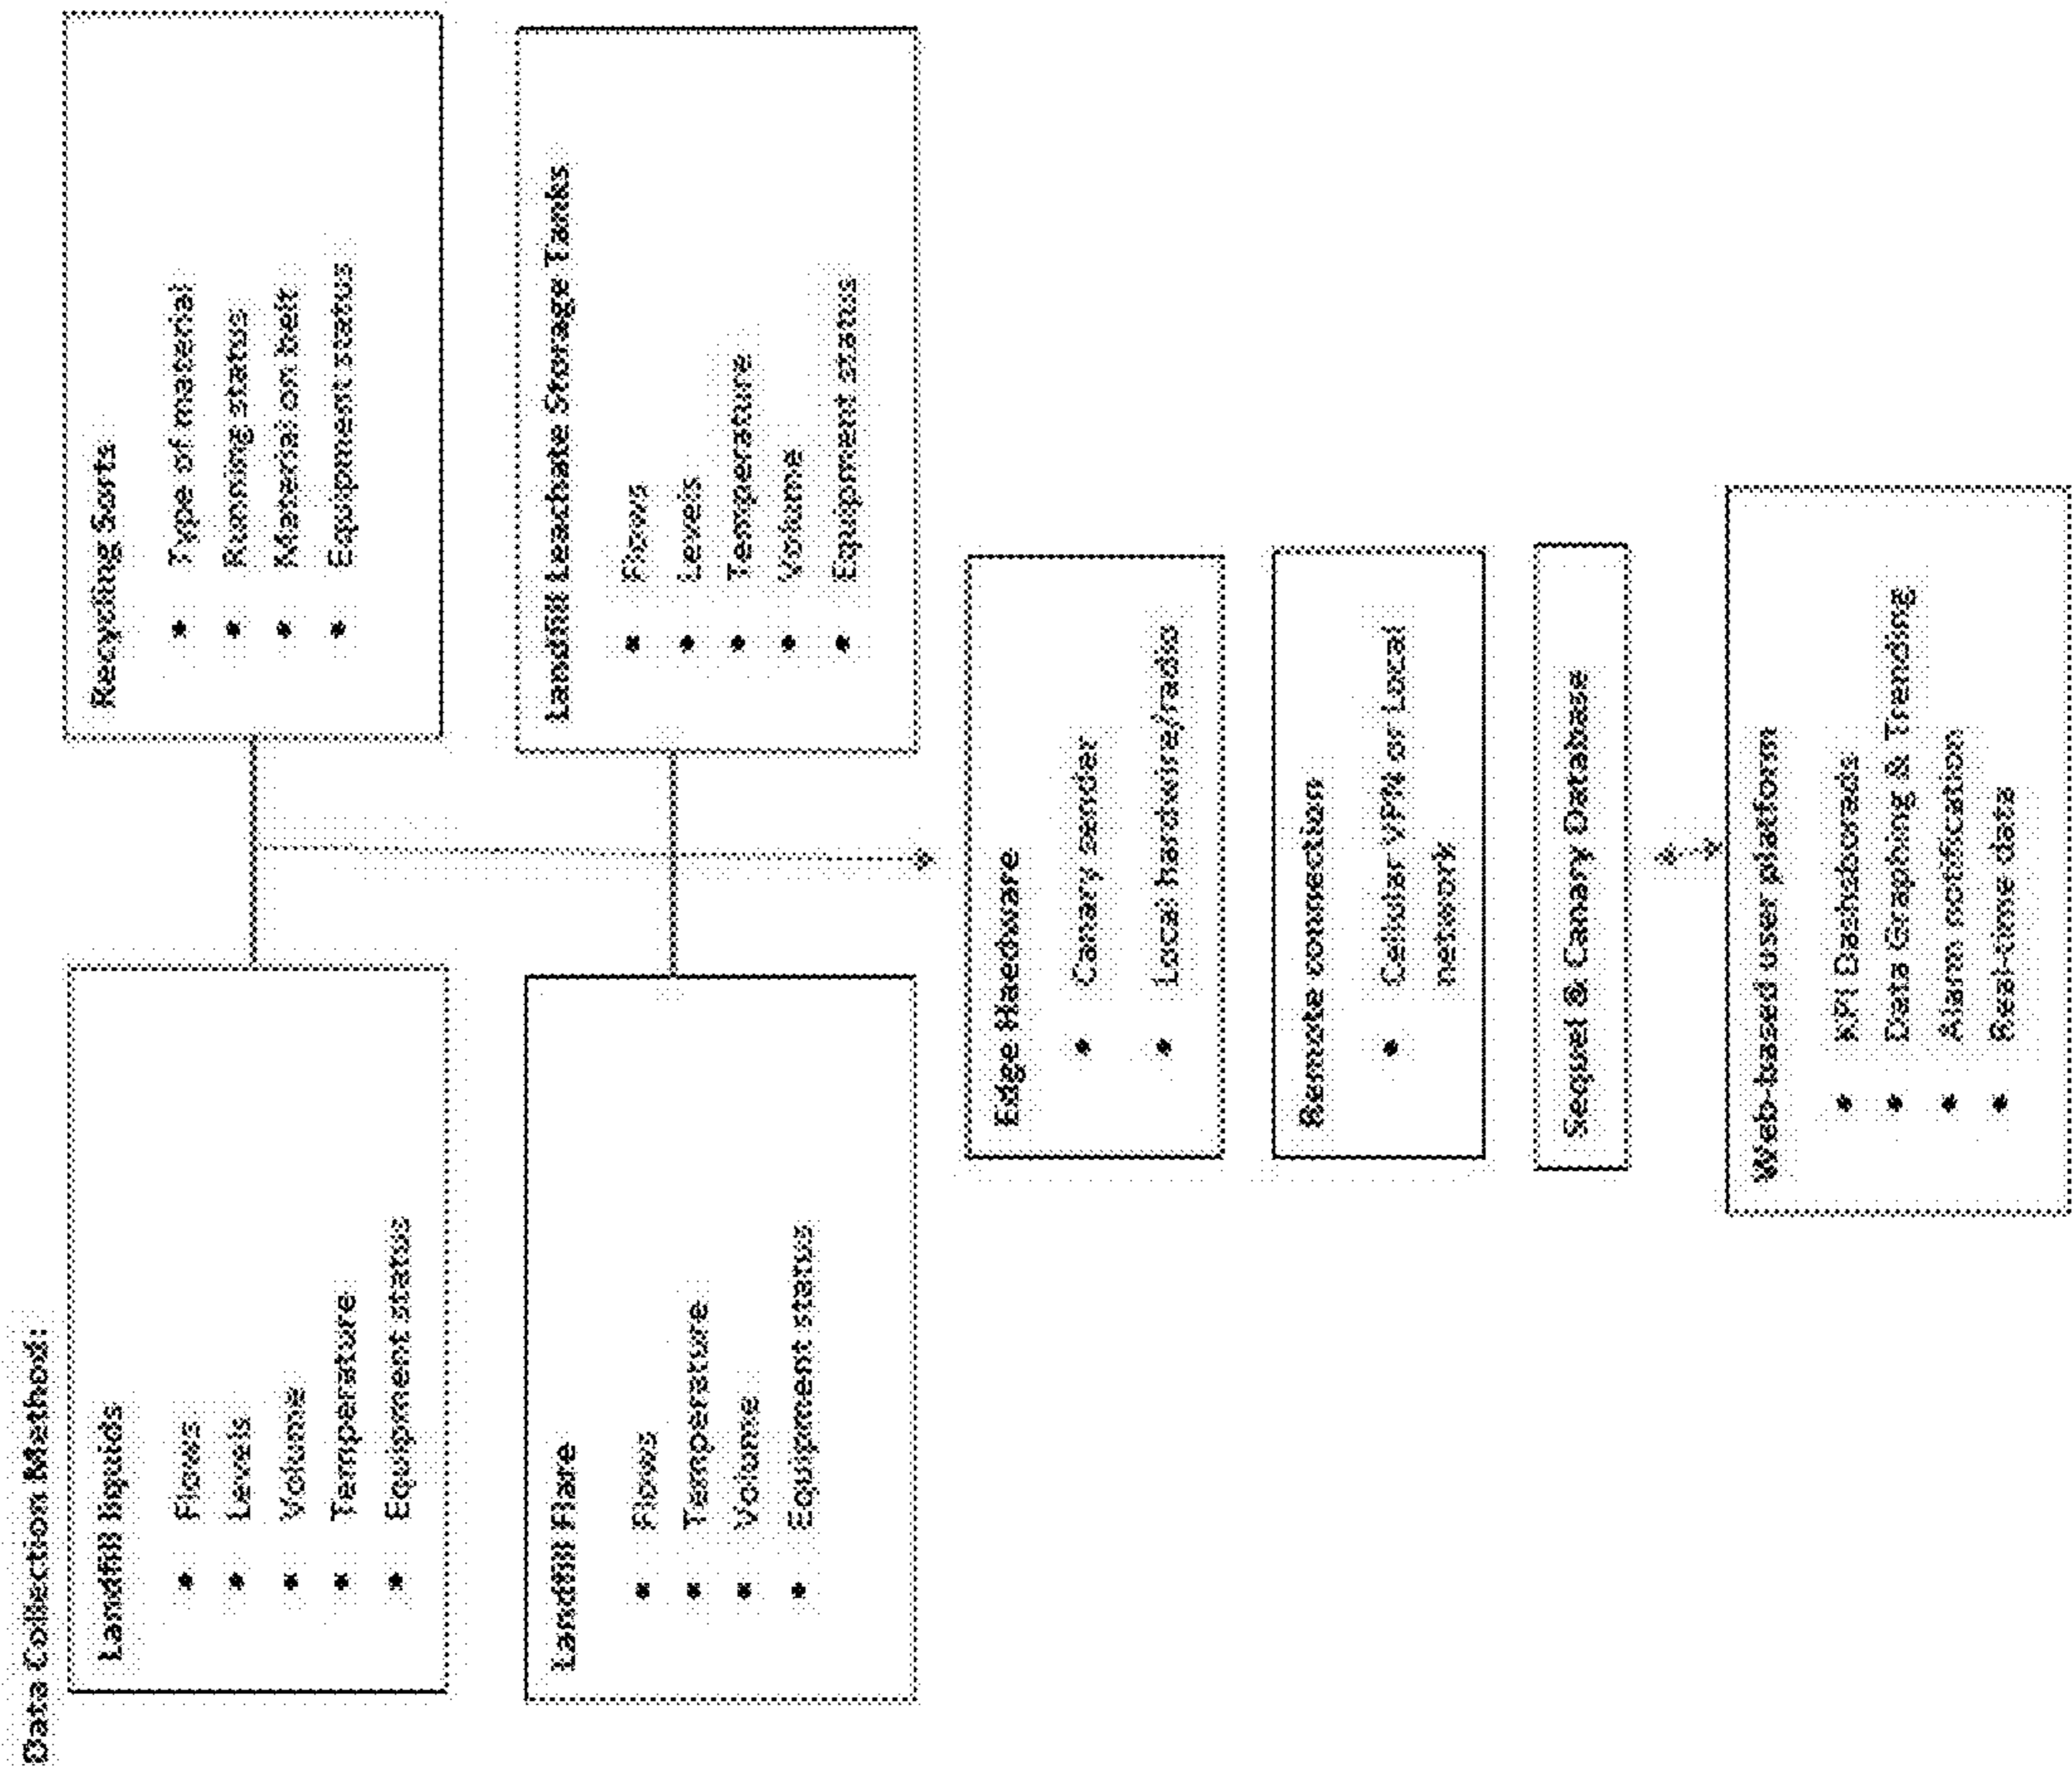 Data Collection Method:
Landfill liquids
• Flows
• Levels
• Volume
• Temperature
• Equipment status
Recycling Sorts
• Type of material
• Running status
• Material on belt
• Equipment status
Landfill Flare
• Flows
• Temperature
• Volume
• Equipment status
Landfill Leachate Storage Tanks
• Flows
• Levels
• Temperature
• Volume
• Equipment status
Edge Haedware
• Canary sender
• Local hardwire/radio
Remote connection
• Cellular VPN or Local
network
Sequel & Canary Database
Web-based user platform
• KPI Dashborads
• Data Graphing & Trending
• Alarm notification
• Real-time data